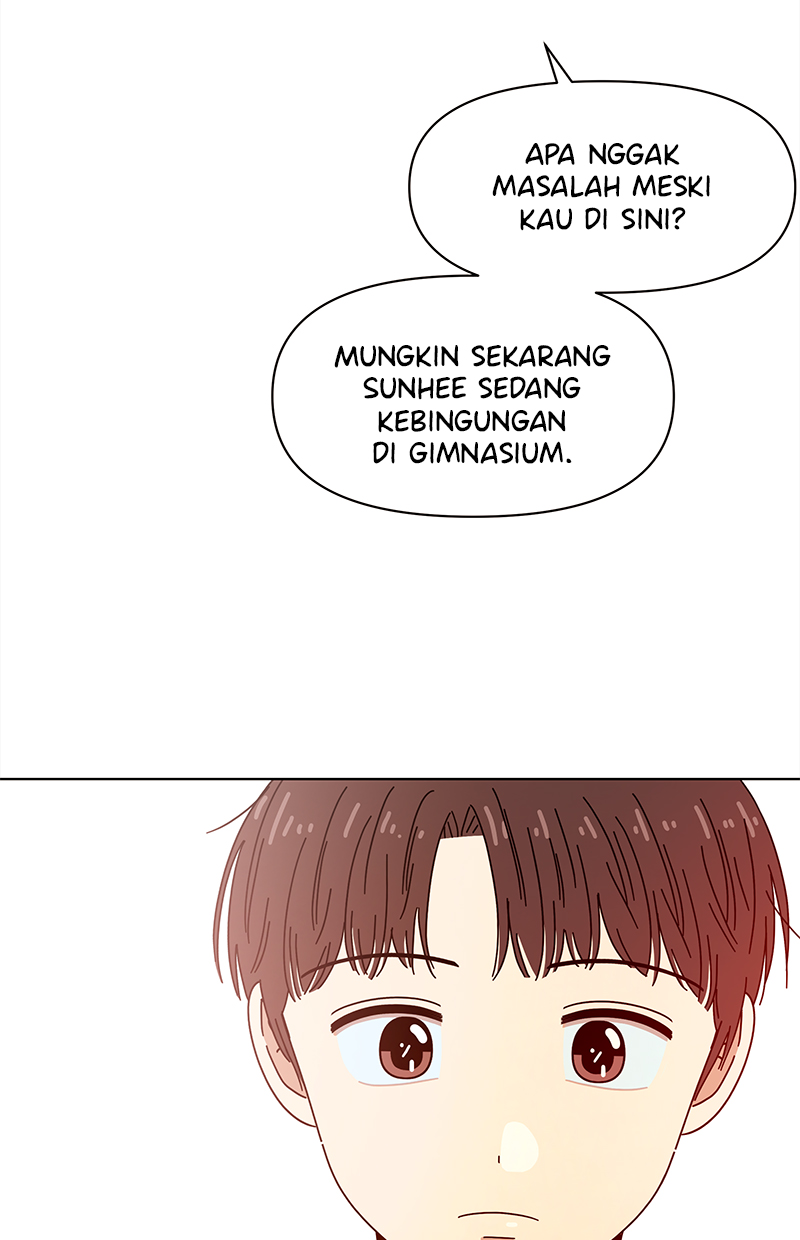 APA NGGAK
MASALAH MESKI
KAU DI SINI?
MUNGKIN SEKARANG
SUNHEE SEDANG
KEBINGUNGAN
DI GIMNASIUM.